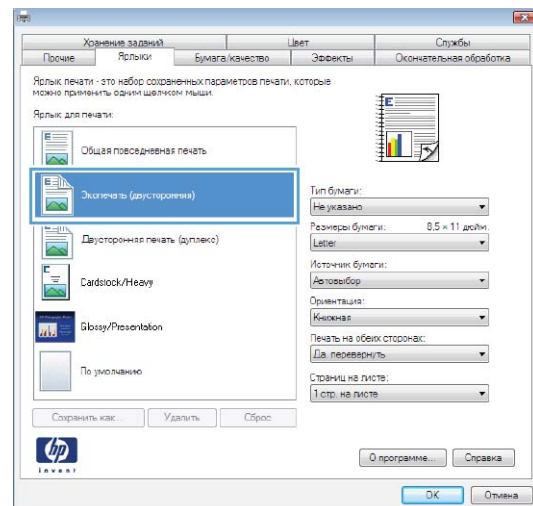 Хранение заданий
Цвет
Службы
Прочие
Ярлыки
Бумага/качество
Эффекты
Окончательная обработка
Ярлык печати - это набор сохраненных параметров печати, которые
можно применить одним щелчком мыши.
Ярлык для печати:
Общая повседневная печать
Экопечать (двусторонняя)
Двусторонняя печать (дуплекс)
Cardstock/Heavy
Glossy/Presentation
По умолчанию
Сохранить как...
Удалить
Сброс
Тип бумаги:
Не указано
Размеры бумаги: 8,5 × 11 дюйм.
Letter
Источник бумаги:
Автовыбор
Ориентация:
Книжная
Печать на обеих сторонах:
Да, перевернуть
Страниц на листе:
1 стр. на листе
hp
invent
О программе...
Справка
OK
Отмена